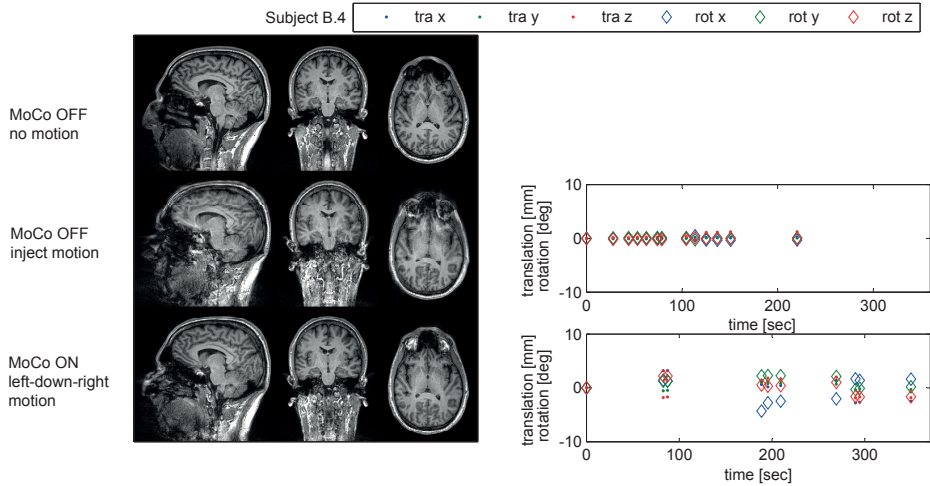 Subject B.4
tra x tra y tra z rot x rot y rot z
MoCo OFF
no motion
MoCo OFF
inject motion
MoCo ON
left-down-right
motion
translation [mm]
rotation [deg]
10
0
-10
0 100 200 300
time [sec]
translation [mm]
rotation [deg]
10
0
-10
0 100 200 300
time [sec]